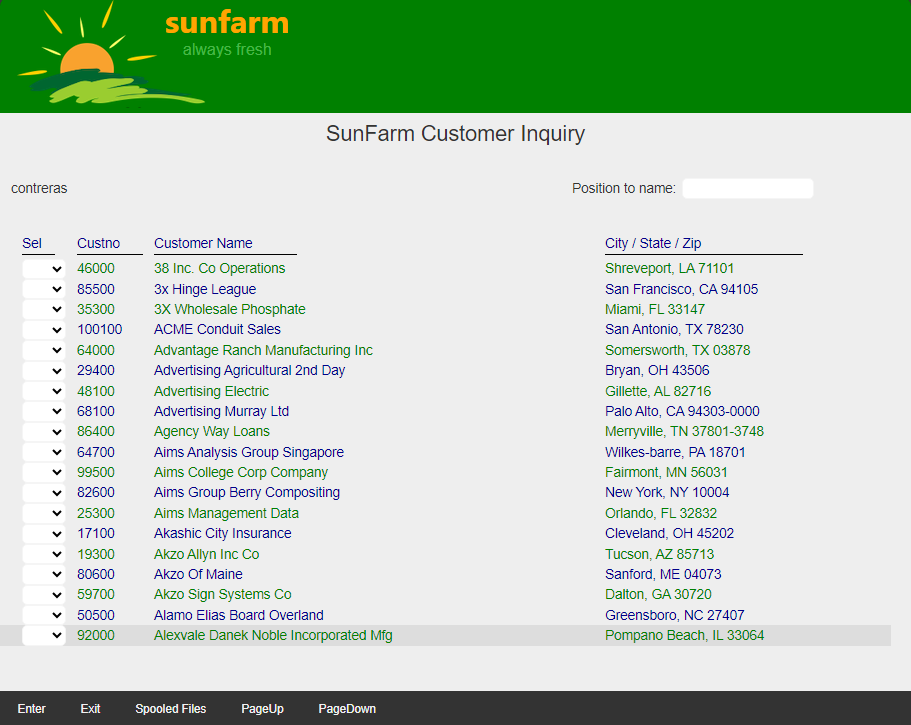 sunfarm
always fresh
SunFarm Customer Inquiry
contreras Position to name:
Sel Custno Customer Name City / State / Zip
46000 38 Inc. Co Operations Shreveport, LA 71101
85500 3x Hinge League San Francisco, CA 94105
35300 3X Wholesale Phosphate Miami, FL 33147
100100 ACME Conduit Sales San Antonio, TX 78230
64000 Advantage Ranch Manufacturing Inc Somersworth, TX 03878
29400 Advertising Agricultural 2nd Day Bryan, OH 43506
48100 Advertising Electric Gillette, AL 82716
68100 Advertising Murray Ltd Palo Alto, CA 94303-0000
86400 Agency Way Loans Merryville, TN 37801-3748
64700 Aims Analysis Group Singapore Wilkes-barre, PA 18701
99500 Aims College Corp Company Fairmont, MN 56031
82600 Aims Group Berry Compositing New York, NY 10004
25300 Aims Management Data Orlando, FL 32832
17100 Akashic City Insurance Cleveland, OH 45202
19300 Akzo Allyn Inc Co Tucson, AZ 85713
80600 Akzo Of Maine Sanford, ME 04073
59700 Akzo Sign Systems Co Dalton, GA 30720
50500 Alamo Elias Board Overland Greensboro, NC 27407
92000 Alexvale Danek Noble Incorporated Mfg Pompano Beach, IL 33064
Enter Exit Spooled Files PageUp PageDown